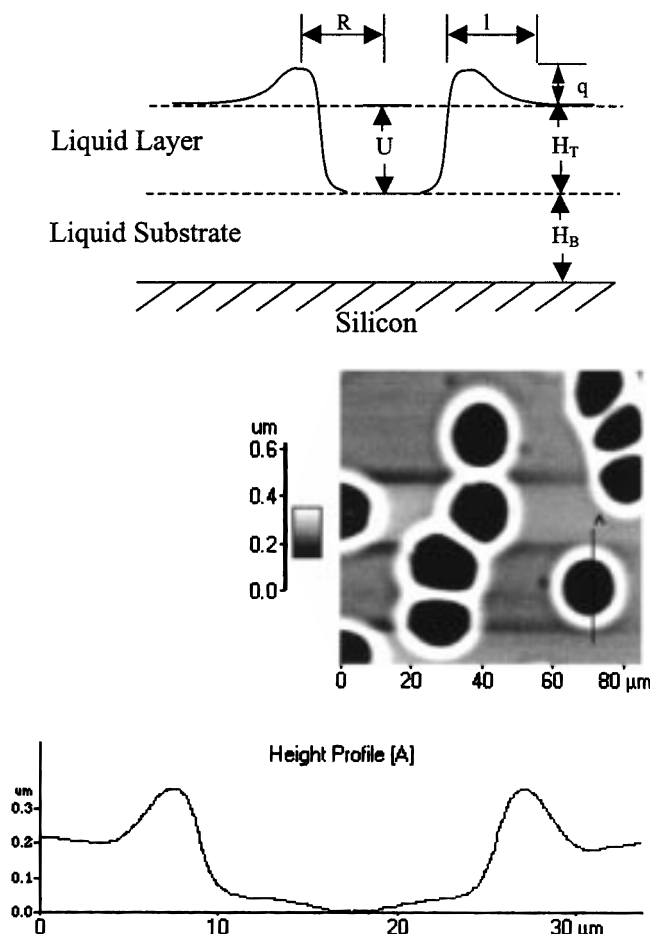 R l
q
Liquid Layer U H_T
Liquid Substrate H_B
Silicon
um
0.6
0.4
0.2
0.0
A
0 20 40 60 80 μm
Height Profile [A]
um
0.3
0.2
0.1
0.0
0 10 20 30 μm